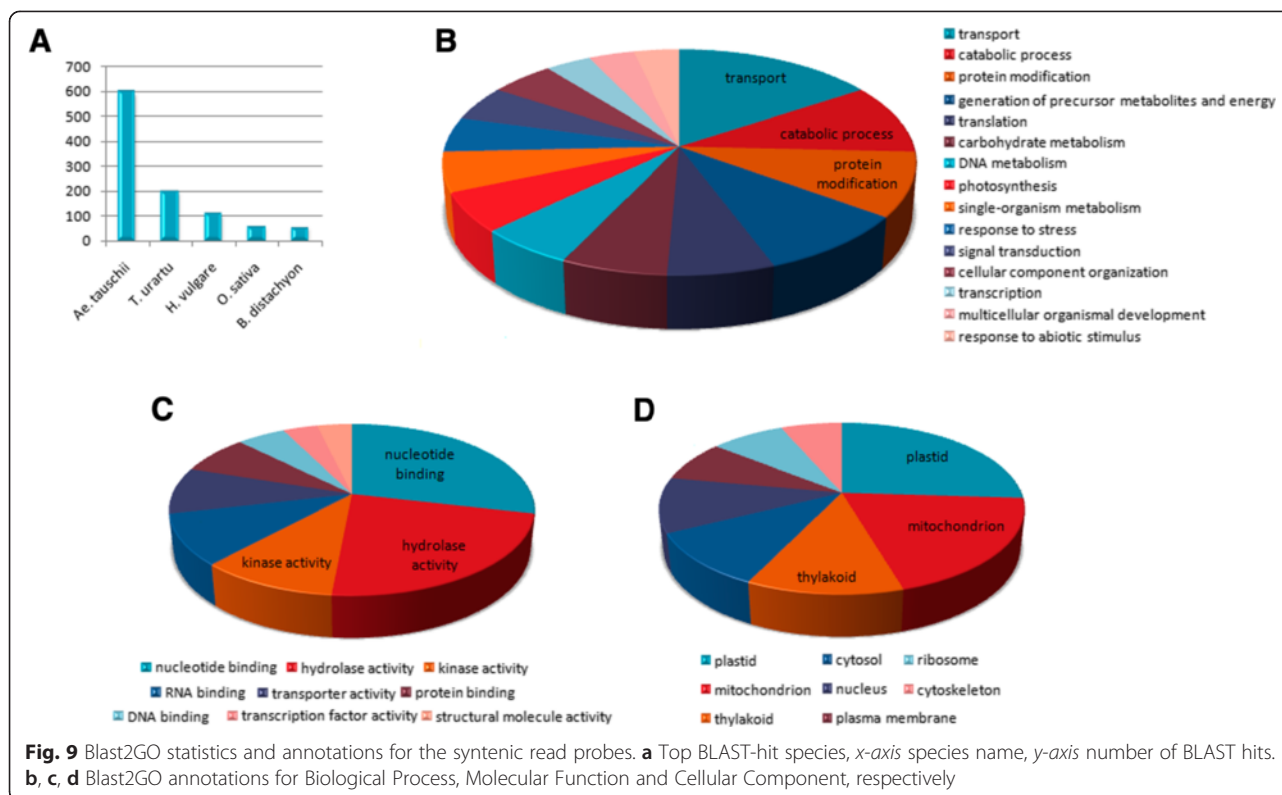 A
700
600
500
400
300
200
100
0
Ae. tauschii
T. urartu
H. vulgare
O. sativa
B. distachyon
B
transport
catabolic process
protein modification
transport
catabolic process
protein modification
generation of precursor metabolites and energy
translation
carbohydrate metabolism
DNA metabolism
photosynthesis
single-organism metabolism
response to stress
signal transduction
cellular component organization
transcription
multicellular organismal development
response to abiotic stimulus
C
nucleotide
binding
hydrolase
activity
kinase activity
nucleotide binding hydrolase activity kinase activity
RNA binding transporter activity protein binding
DNA binding transcription factor activity structural molecule activity
D
plastid
mitochondrion
thylakoid
plastid cytosol ribosome
mitochondrion nucleus cytoskeleton
thylakoid plasma membrane
Fig. 9 Blast2GO statistics and annotations for the syntenic read probes. a Top BLAST-hit species, x-axis species name, y-axis number of BLAST hits.
b, c, d Blast2GO annotations for Biological Process, Molecular Function and Cellular Component, respectively